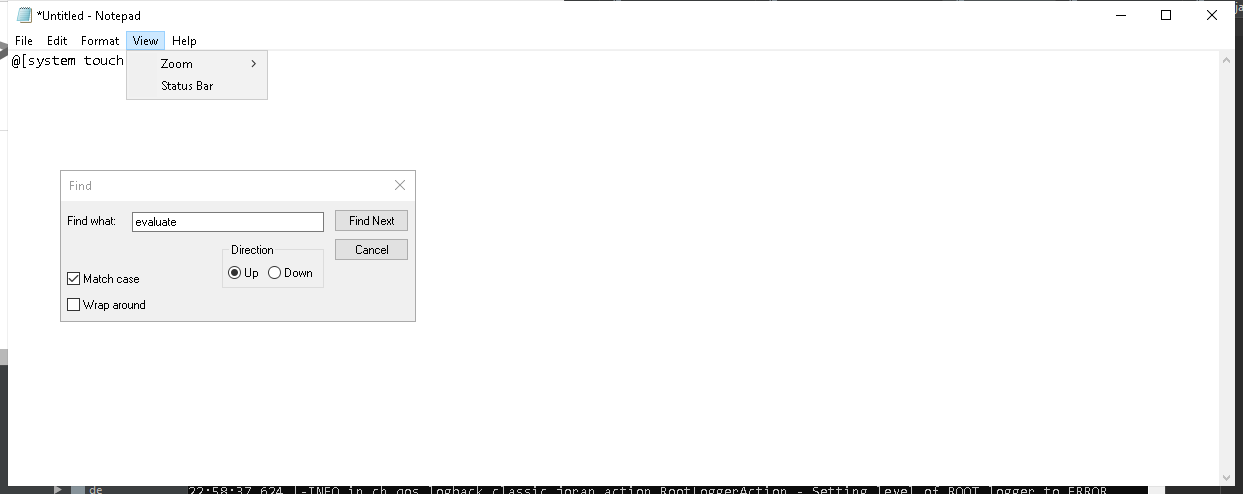 *Untitled - Notepad
File Edit Format View Help
@[system touch
Zoom
Status Bar
Find
Find what: evaluate Find Next
Direction Cancel
Up Down
Match case
Wrap around
de 22:58:37,624 |-INFO in ch.qos.logback.classic.joran.action.RootLoggerAction - Setting level of ROOT logger to ERROR